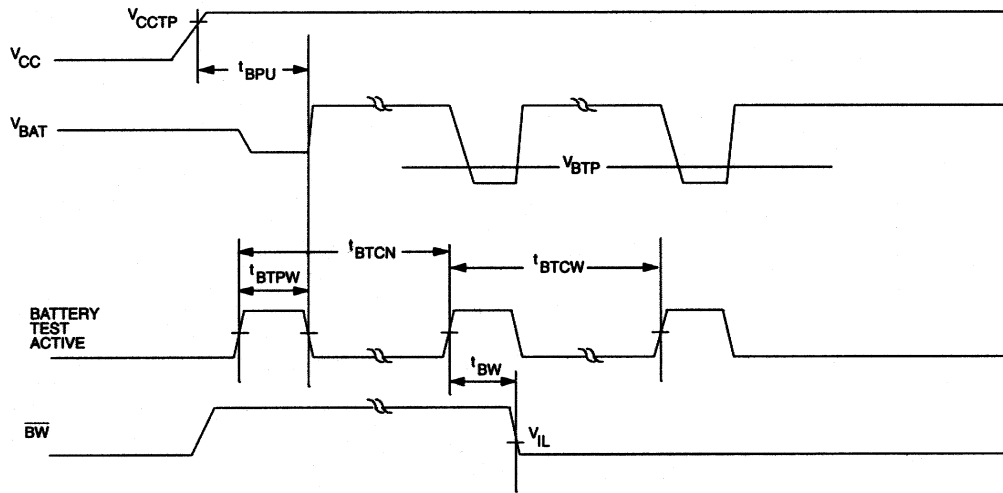 VCCTP
VCC
tBPU
VBAT
VBTP
tBTCN
tBTCW
tBTPW
BATTERY
TEST
ACTIVE
tBW
BW
VIL